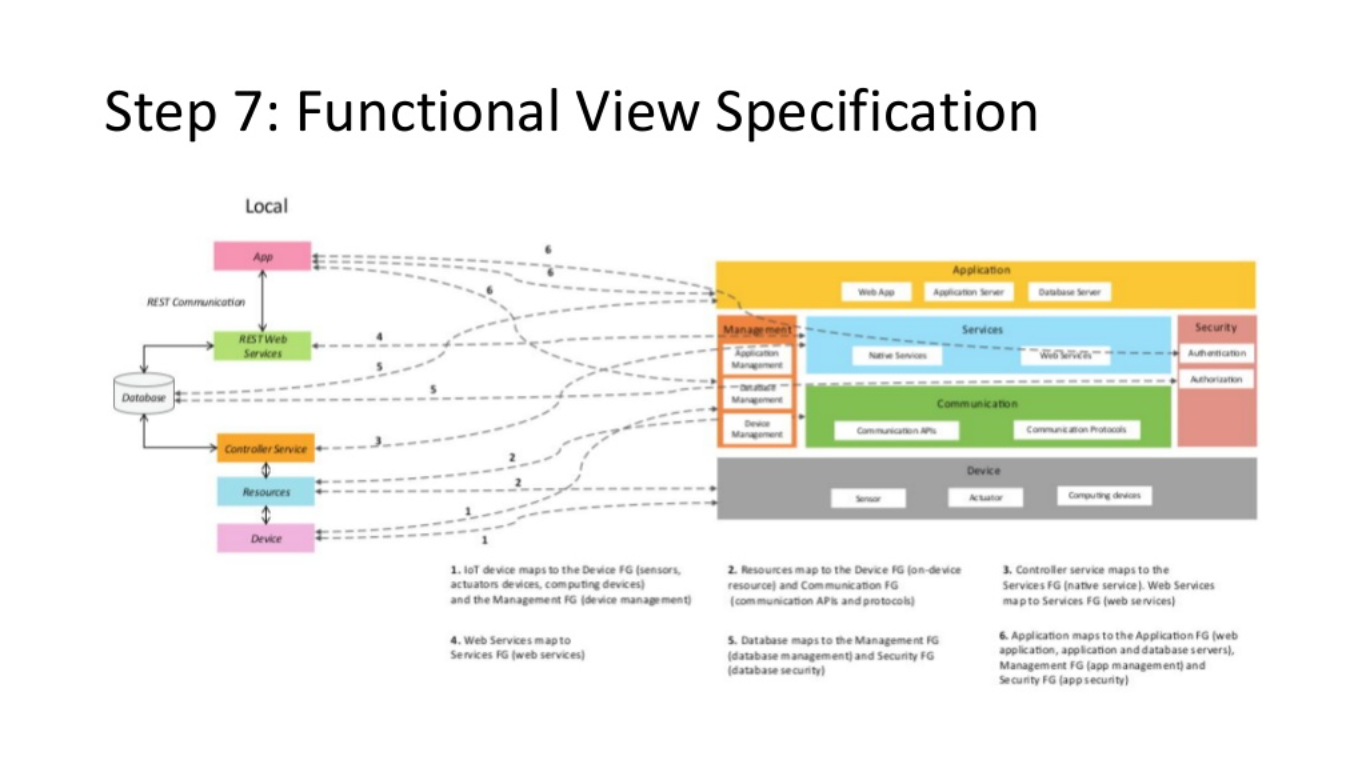 Step 7: Functional View Specification
Local
App
REST Communication
REST Web
Services
Database
Controller Service
Resources
Device
6
6
6
4
5
5
3
2
2
1
1
Application
Web App
Application Server
Database Server
Management
Application
Management
Database
Management
Device
Management
Services
Native Services
Web Services
Security
Authentication
Authorization
Communication
Communication APIs
Communication Protocols
Device
Sensor
Actuator
Computing devices
1. IoT device maps to the Device FG (sensors,
actuators devices, computing devices)
and the Management FG (device management)
2. Resources map to the Device FG (on-device
resource) and Communication FG
(communication APIs and protocols)
3. Controller service maps to the
Services FG (native service). Web Services
map to Services FG (web services)
4. Web Services map to
Services FG (web services)
5. Database maps to the Management FG
(database management) and Security FG
(database security)
6. Application maps to the Application FG (web
application, application and database servers),
Management FG (app management) and
Security FG (app security)